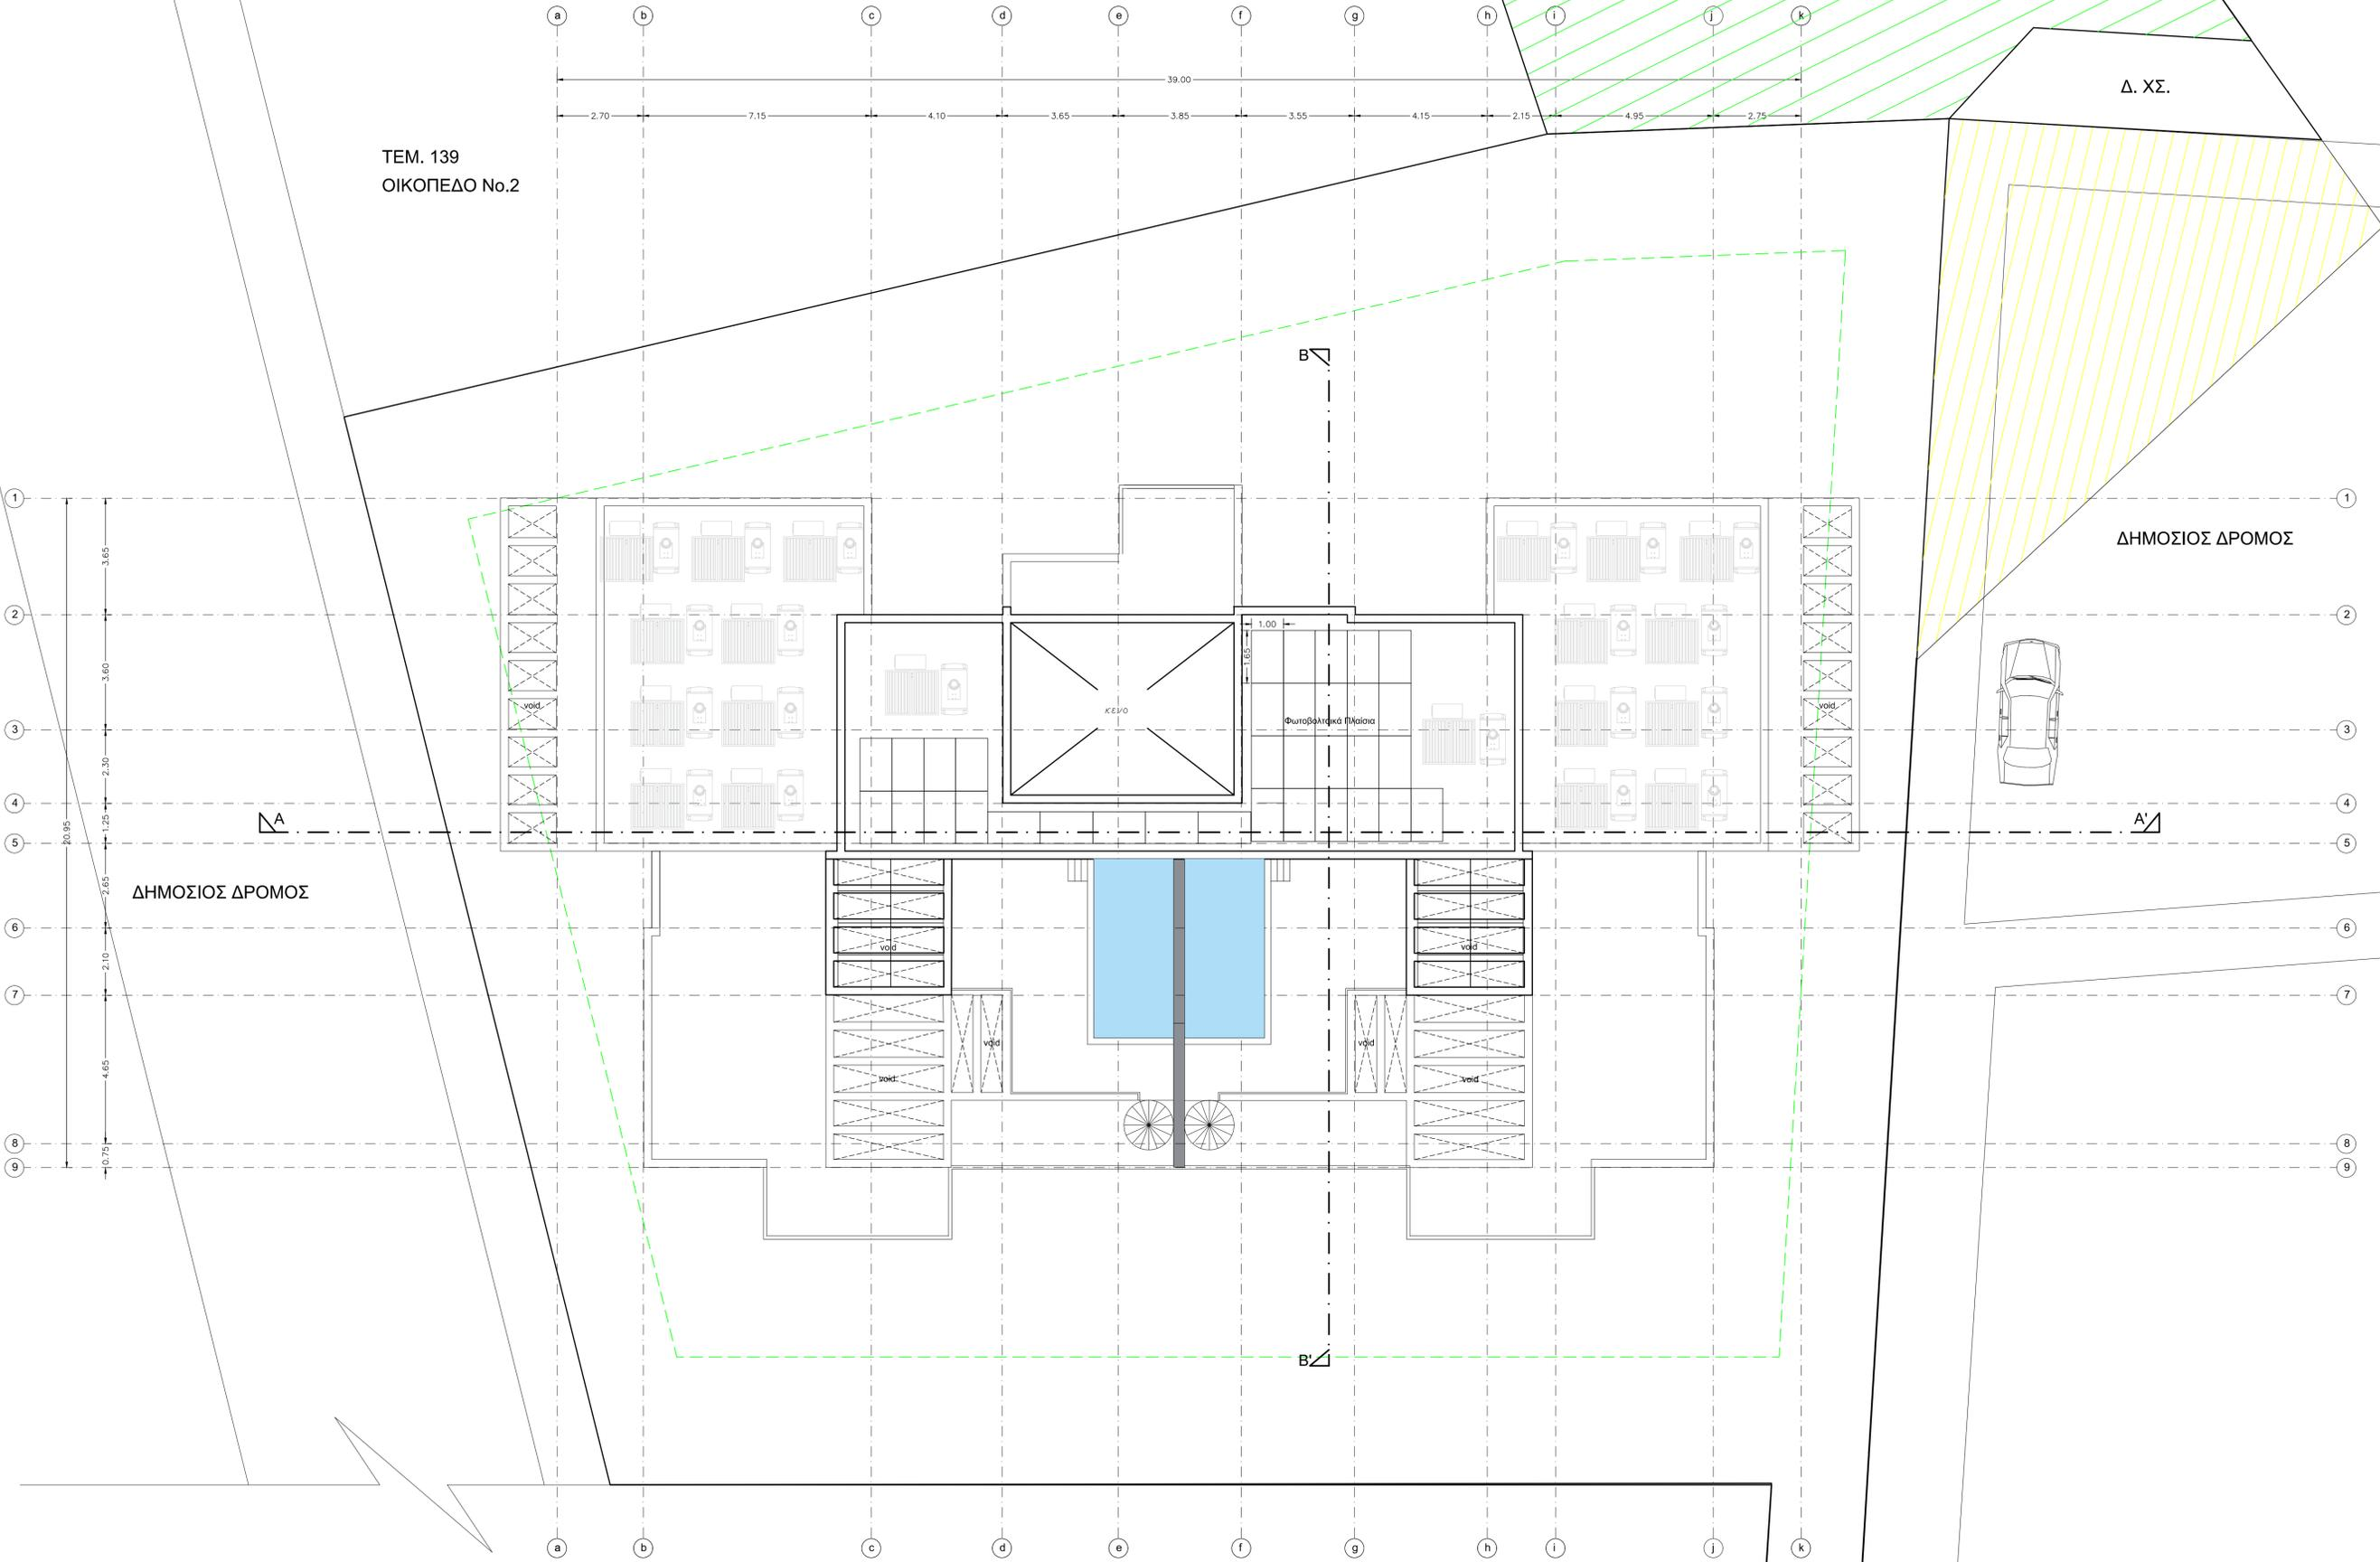 a b c d e f g h i j k
39.00
2.70 7.15 4.10 3.65 3.85 3.55 4.15 2.15 4.95 2.75
Δ. ΧΣ.
ΤΕΜ. 139
ΟΙΚΟΠΕΔΟ Νο.2
B
1 1
ΔΗΜΟΣΙΟΣ ΔΡΟΜΟΣ
3.65
2 2
1.00
1.65
3.60
void void
ΚΕΝΟ
Φωτοβολταικά Πλαίσια
3 3
2.30
4 4
A A'
1.25
20.95
5 5
2.65
ΔΗΜΟΣΙΟΣ ΔΡΟΜΟΣ
6 6
void void
2.10
7 7
void void
4.65
void void
8 8
0.75
9 9
B'
a b c d e f g h i j k